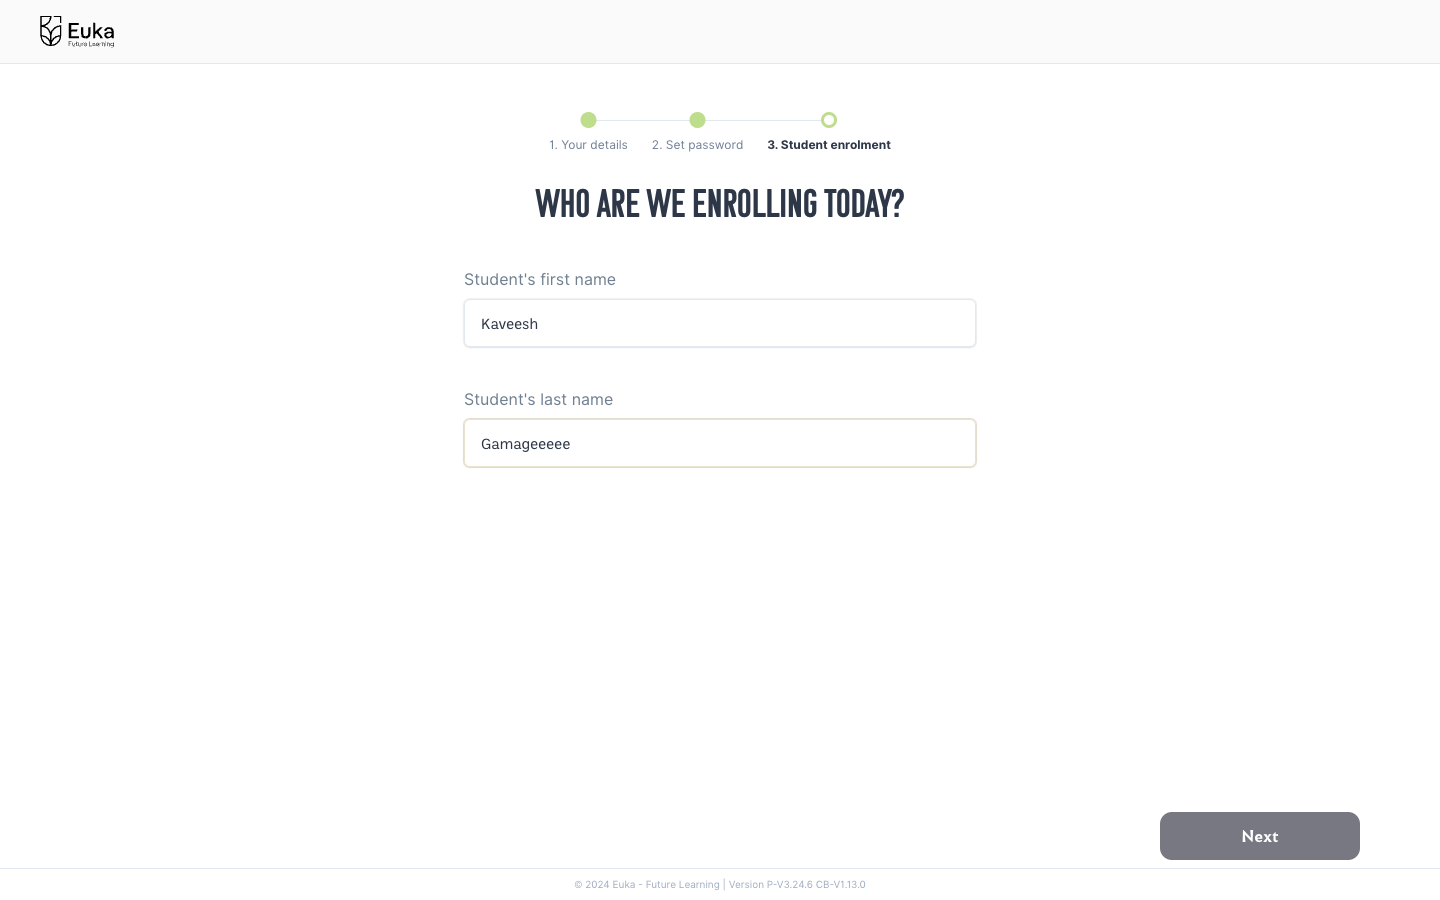 Euka
Future Learning
1. Your details
2. Set password
3. Student enrolment
WHO ARE WE ENROLLING TODAY?
Student's first name
Kaveesh
Student's last name
Gamageeeee
Next
© 2024 Euka - Future Learning | Version P-V3.24.6 CB-V1.13.0